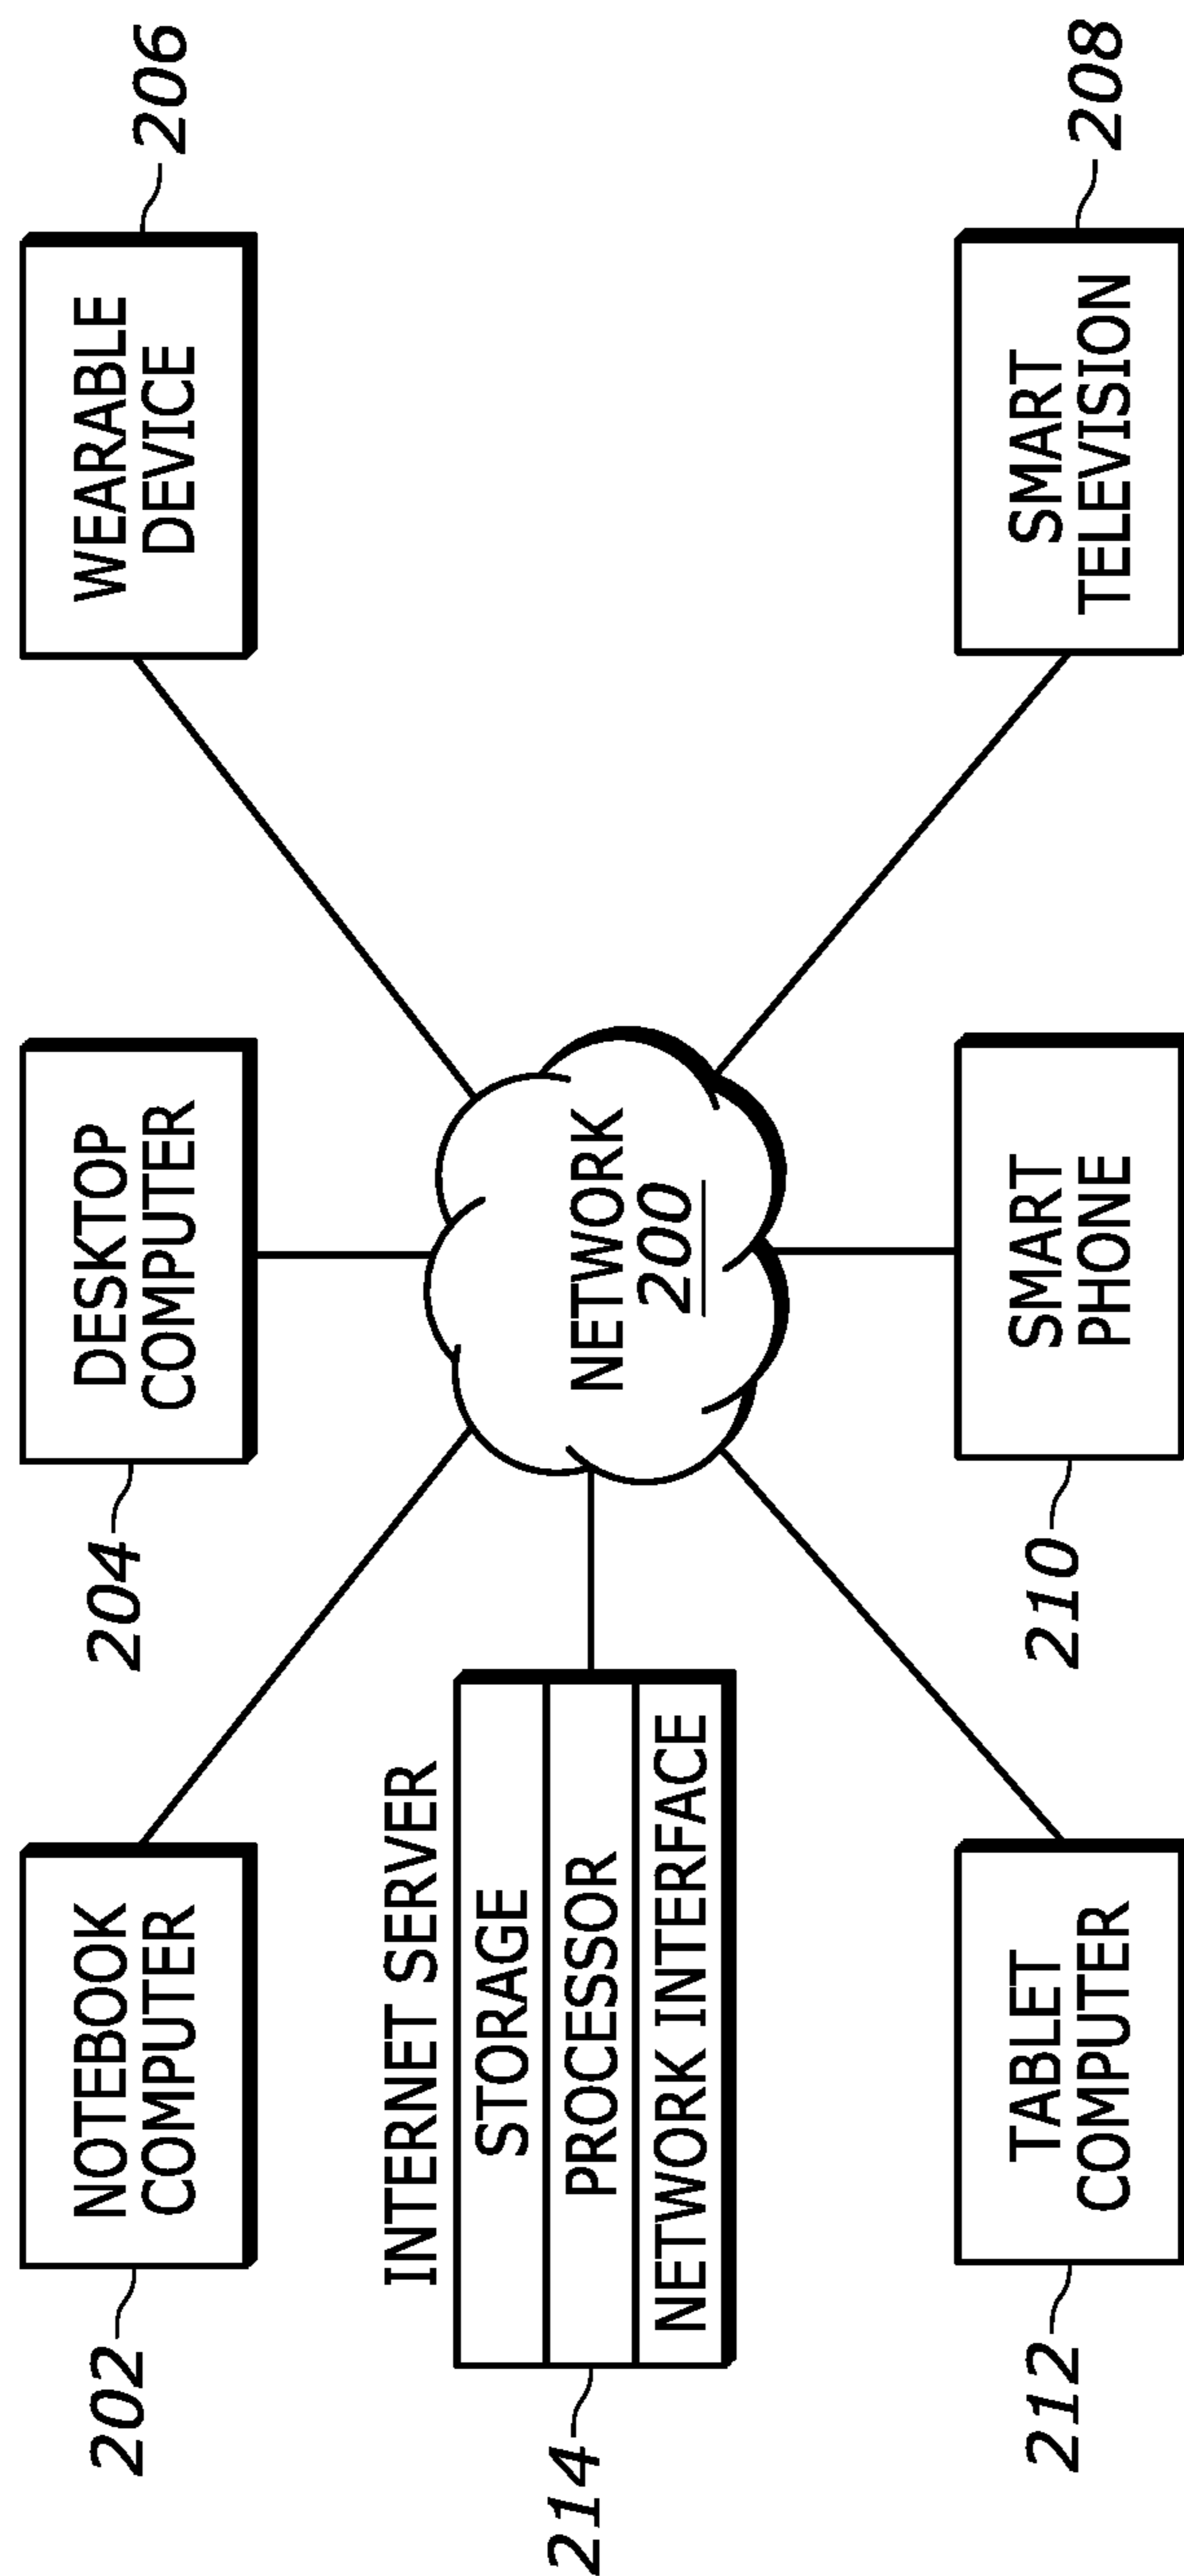 202
NOTEBOOK
COMPUTER
204
DESKTOP
COMPUTER
WEARABLE
DEVICE
206
214
INTERNET SERVER
STORAGE
PROCESSOR
NETWORK INTERFACE
NETWORK
200
212
TABLET
COMPUTER
210
SMART
PHONE
SMART
TELEVISION
208